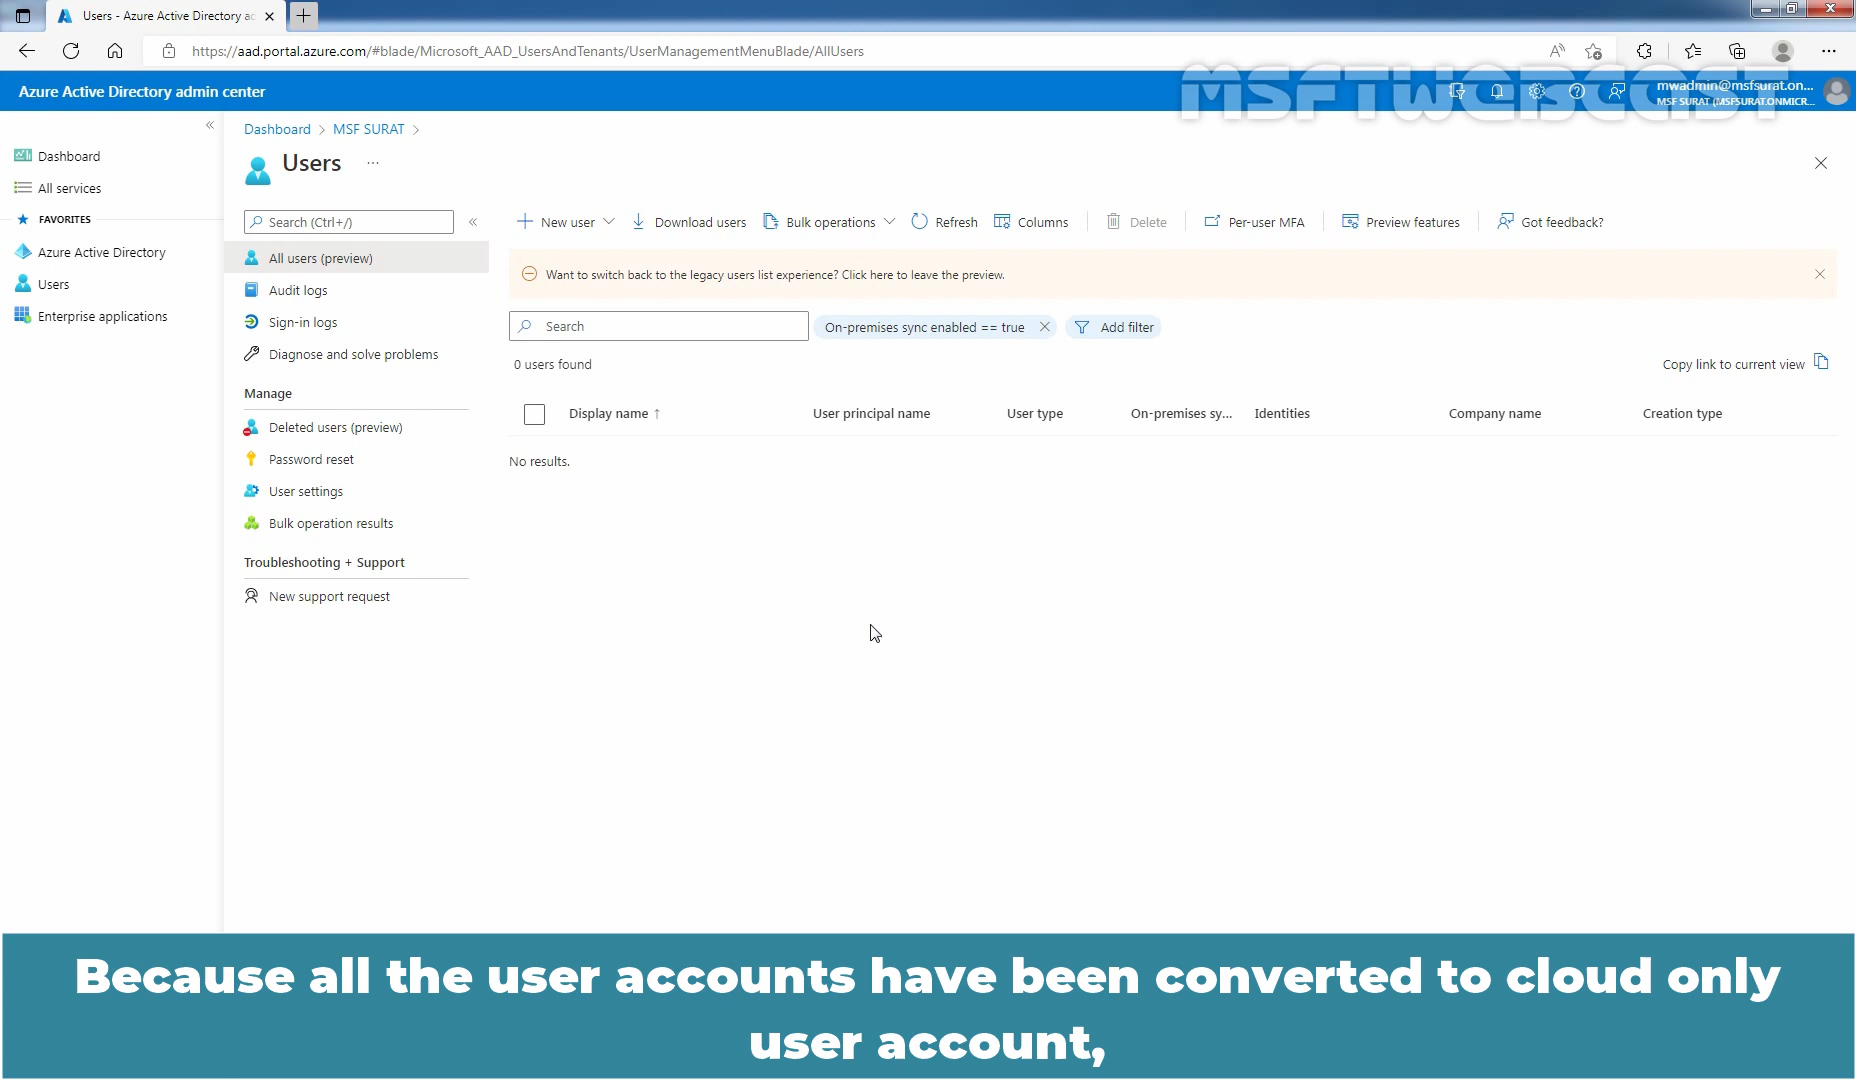 Users - Azure Active Directory ac
https://aad.portal.azure.com/#blade/Microsoft_AAD_UsersAndTenants/UserManagementMenuBlade/AllUsers
MSFTWEBCAST
Azure Active Directory admin center
mwadmin@msfsurat.on...
MSF SURAT (MSFSURAT.ONMICR...
Dashboard
All services
FAVORITES
Azure Active Directory
Users
Enterprise applications
Dashboard > MSF SURAT >
Users ...
Search (Ctrl+/)
All users (preview)
Audit logs
Sign-in logs
Diagnose and solve problems
Manage
Deleted users (preview)
Password reset
User settings
Bulk operation results
Troubleshooting + Support
New support request
New user Download users Bulk operations Refresh Columns Delete Per-user MFA Preview features Got feedback?
Want to switch back to the legacy users list experience? Click here to leave the preview.
Search On-premises sync enabled == true Add filter
0 users found Copy link to current view
Display name ↑ User principal name User type On-premises sy... Identities Company name Creation type
No results.
Because all the user accounts have been converted to cloud only
user account,